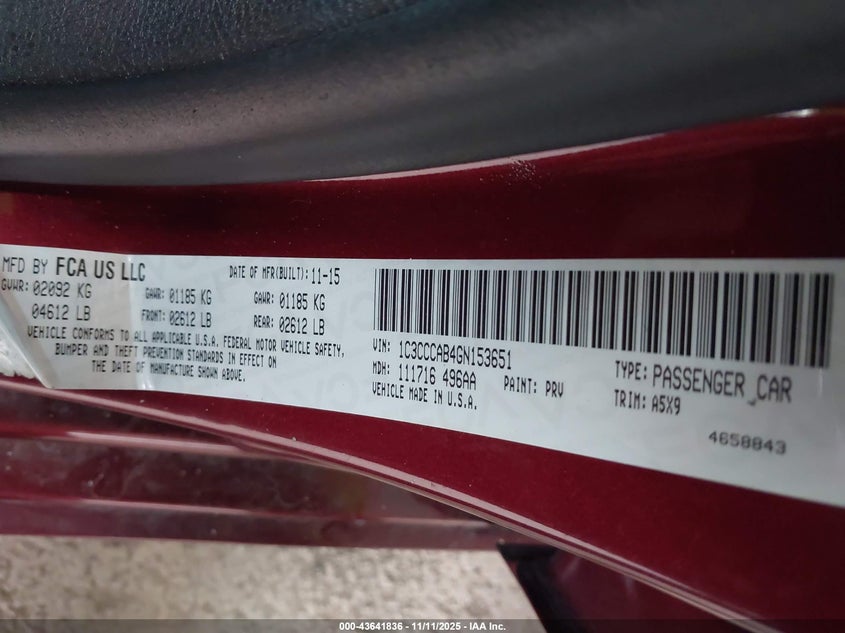 MFD BY FCA US LLC
DATE OF MFR(BUILT): 11-15
GVWR: 02092 KG
04612 LB
GAWR: 01185 KG
FRONT: 02612 LB
GAWR: 01185 KG
REAR: 02612 LB
VEHICLE CONFORMS TO ALL APPLICABLE U.S.A. FEDERAL MOTOR VEHICLE SAFETY,
BUMPER AND THEFT PREVENTION STANDARDS IN EFFECT ON
THE DATE OF MANUFACTURE SHOWN ABOVE.
VIN: 1C3CCCAB4GN153651
MDH: 111716 496AA
PAINT: PRV
VEHICLE MADE IN U.S.A.
TYPE: PASSENGER CAR
TRIM: A5X9
4658843
000-43641836 - 11/11/2025 - IAA Inc.